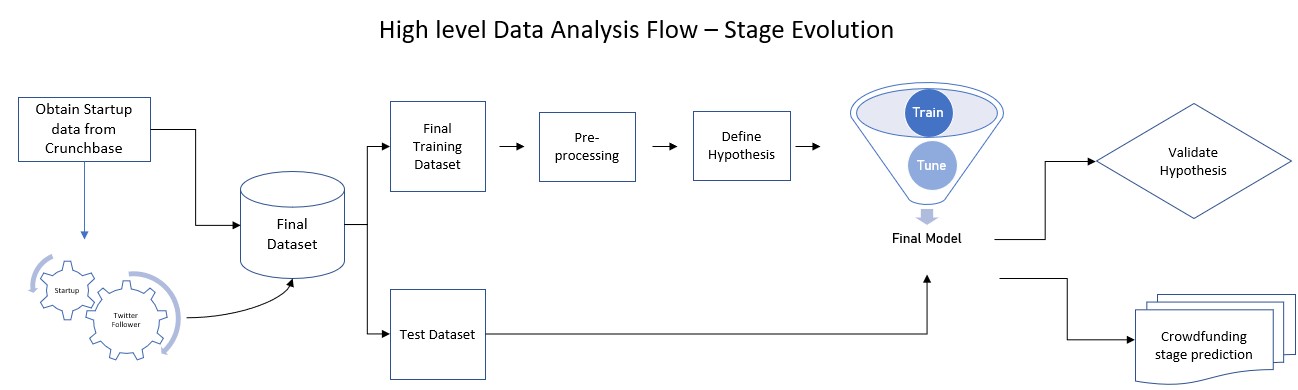 High level Data Analysis Flow – Stage Evolution
Obtain Startup
data from
Crunchbase
Startup
Twitter
Follower
Final
Dataset
Final
Training
Dataset
Pre-
processing
Define
Hypothesis
Train
Tune
Final Model
Test Dataset
Validate
Hypothesis
Crowdfunding
stage prediction